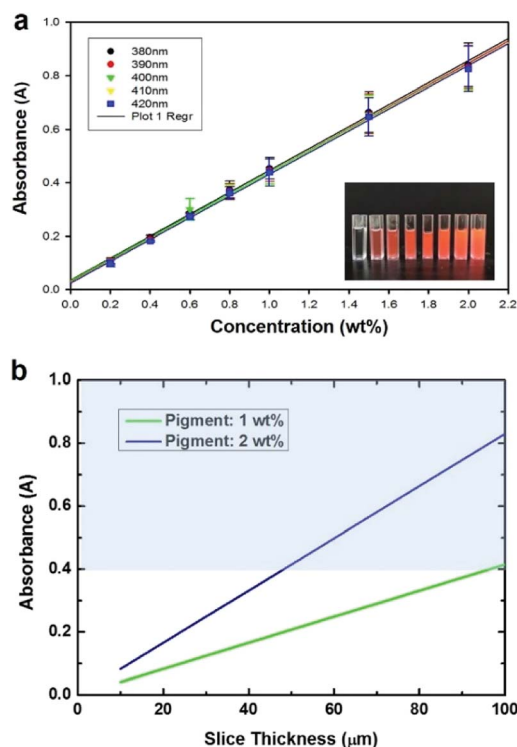 a
380nm
390nm
400nm
410nm
420nm
Plot 1 Regr
1.0
0.8
0.6
0.4
0.2
0.0
Absorbance (A)
0.0 0.2 0.4 0.6 0.8 1.0 1.2 1.4 1.6 1.8 2.0 2.2
Concentration (wt%)
b
Pigment: 1 wt%
Pigment: 2 wt%
1.0
0.8
0.6
0.4
0.2
0.0
Absorbance (A)
0 20 40 60 80 100
Slice Thickness (μm)